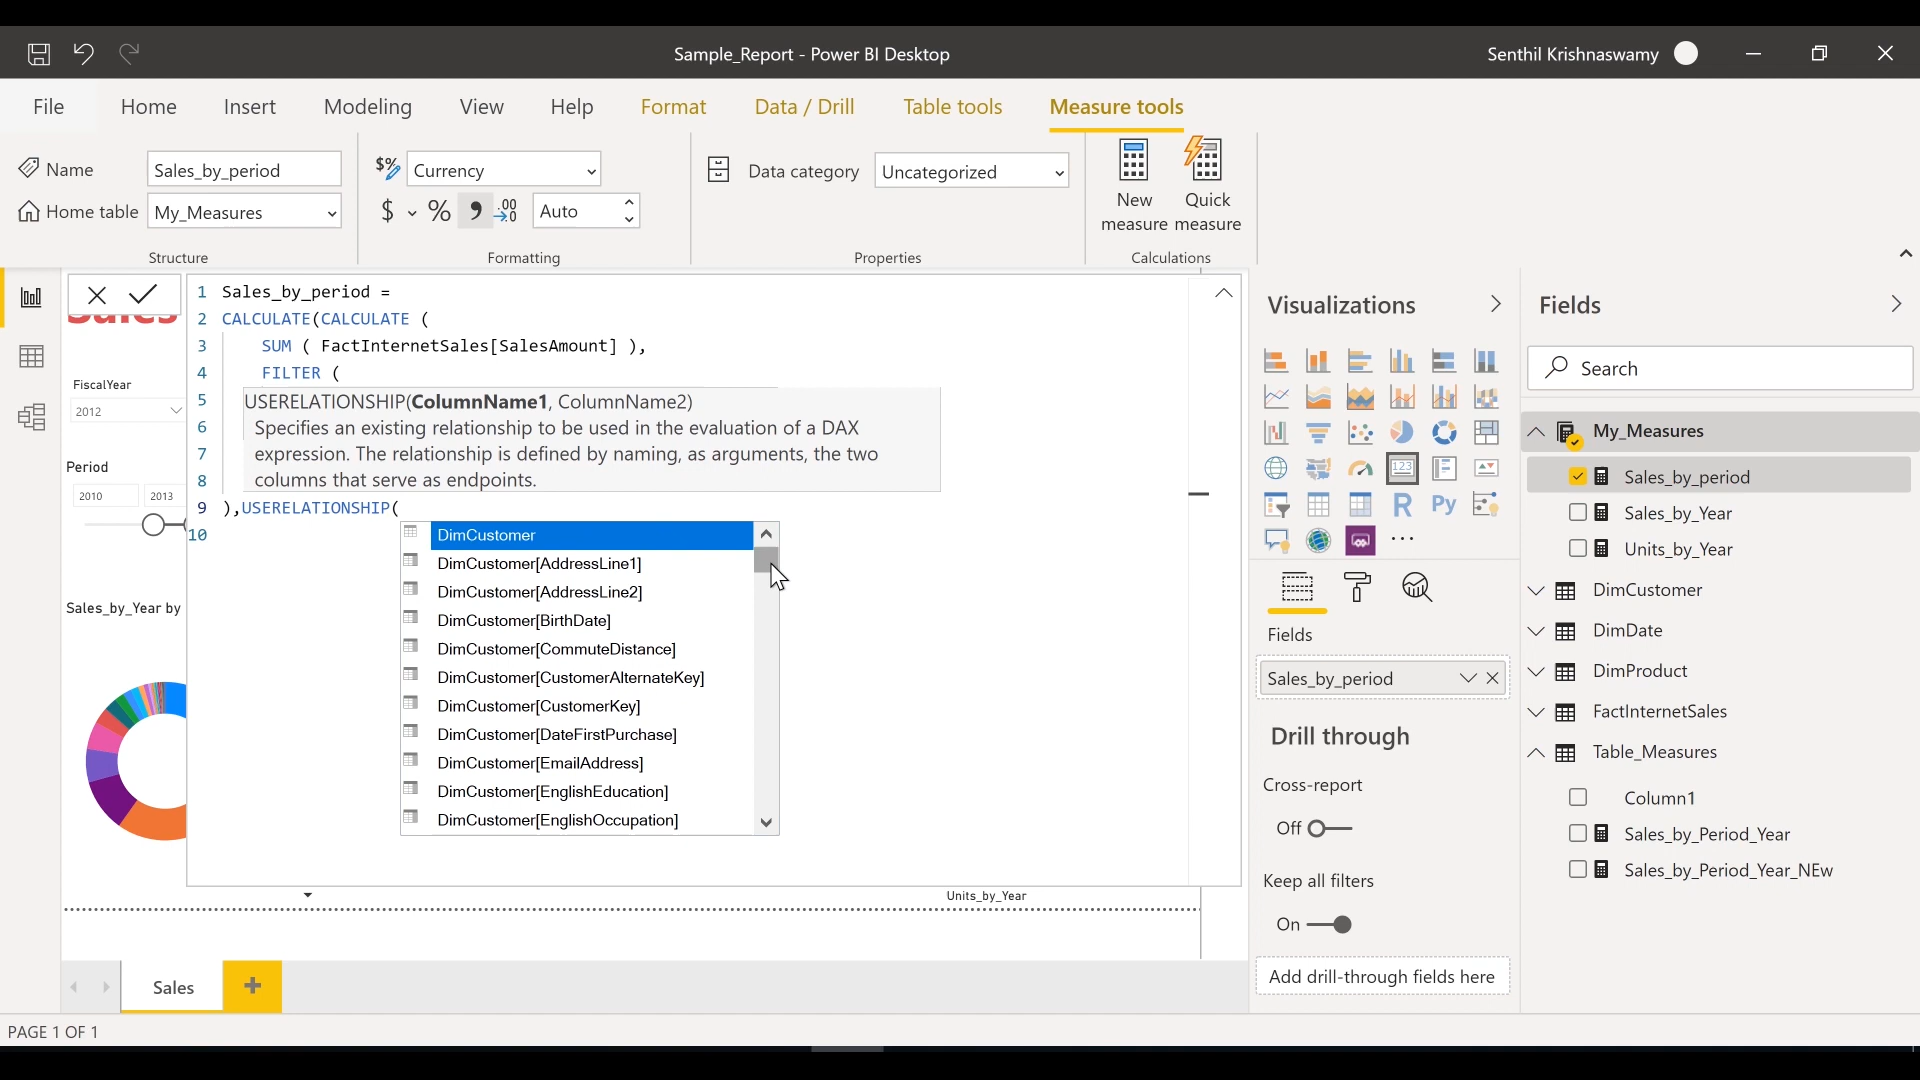 Sample_Report - Power BI Desktop
Senthil Krishnaswamy
File Home Insert Modeling View Help Format Data / Drill Table tools Measure tools
Name Sales_by_period
Home table My_Measures
Structure
$% Currency
$ % , .00 .0 Auto
Formatting
Data category Uncategorized
Properties
New measure
Quick measure
Calculations
1 Sales_by_period =
2 CALCULATE(CALCULATE (
3 SUM ( FactInternetSales[SalesAmount] ),
4 FILTER (
5
6
7
8
9 ),USERELATIONSHIP(
10
USERELATIONSHIP(ColumnName1, ColumnName2)
Specifies an existing relationship to be used in the evaluation of a DAX
expression. The relationship is defined by naming, as arguments, the two
columns that serve as endpoints.
DimCustomer
DimCustomer[AddressLine1]
DimCustomer[AddressLine2]
DimCustomer[BirthDate]
DimCustomer[CommuteDistance]
DimCustomer[CustomerAlternateKey]
DimCustomer[CustomerKey]
DimCustomer[DateFirstPurchase]
DimCustomer[EmailAddress]
DimCustomer[EnglishEducation]
DimCustomer[EnglishOccupation]
Sales
FiscalYear
2012
Period
2010 2013
Sales_by_Year by
Units_by_Year
Visualizations
123
R Py
Fields
Sales_by_period
Drill through
Cross-report
Off
Keep all filters
On
Add drill-through fields here
Fields
Search
My_Measures
Sales_by_period
Sales_by_Year
Units_by_Year
DimCustomer
DimDate
DimProduct
FactInternetSales
Table_Measures
Column1
Sales_by_Period_Year
Sales_by_Period_Year_NEw
Sales +
PAGE 1 OF 1